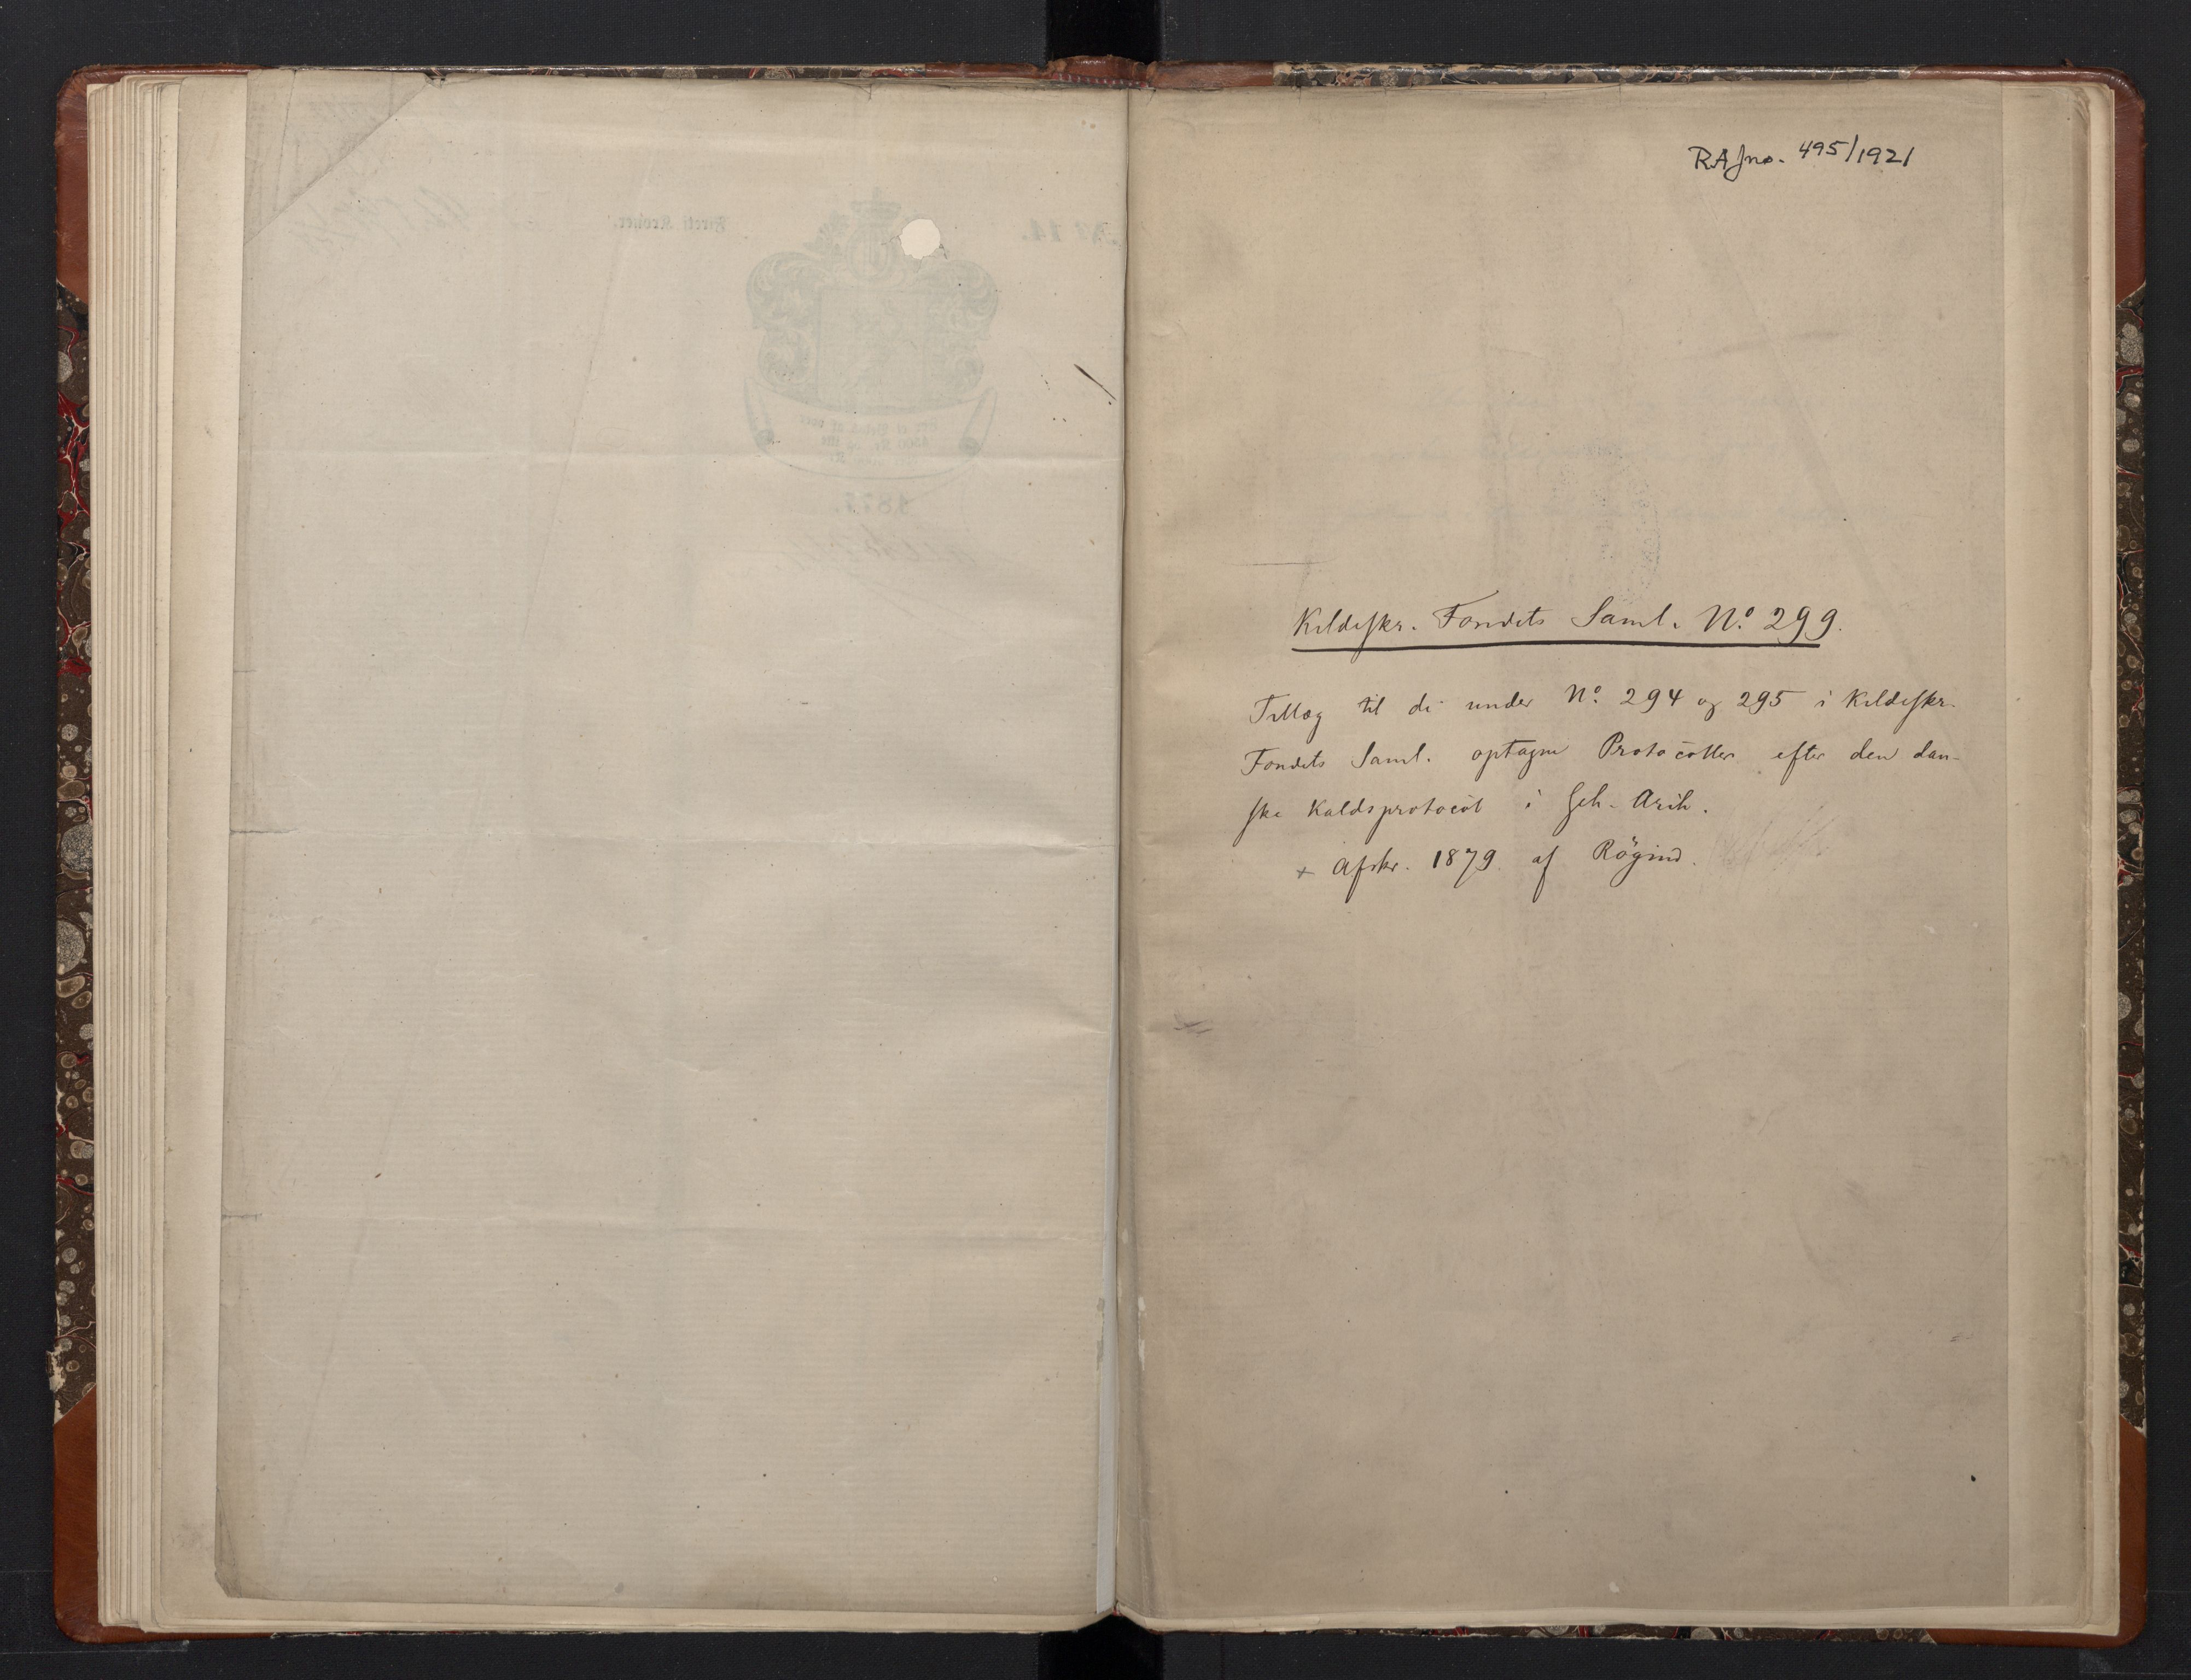 RA Jno. 495/1921
Kildeskr. Fondets Saml. No. 299.
Tillæg til de under No. 294 og 295 i Kildeskr.
Fondets Saml. optagne Protocoller efter den dan-
ske Kaldsprotocol i Geh. Arch.
+ Afskr. 1879 af Rögind.